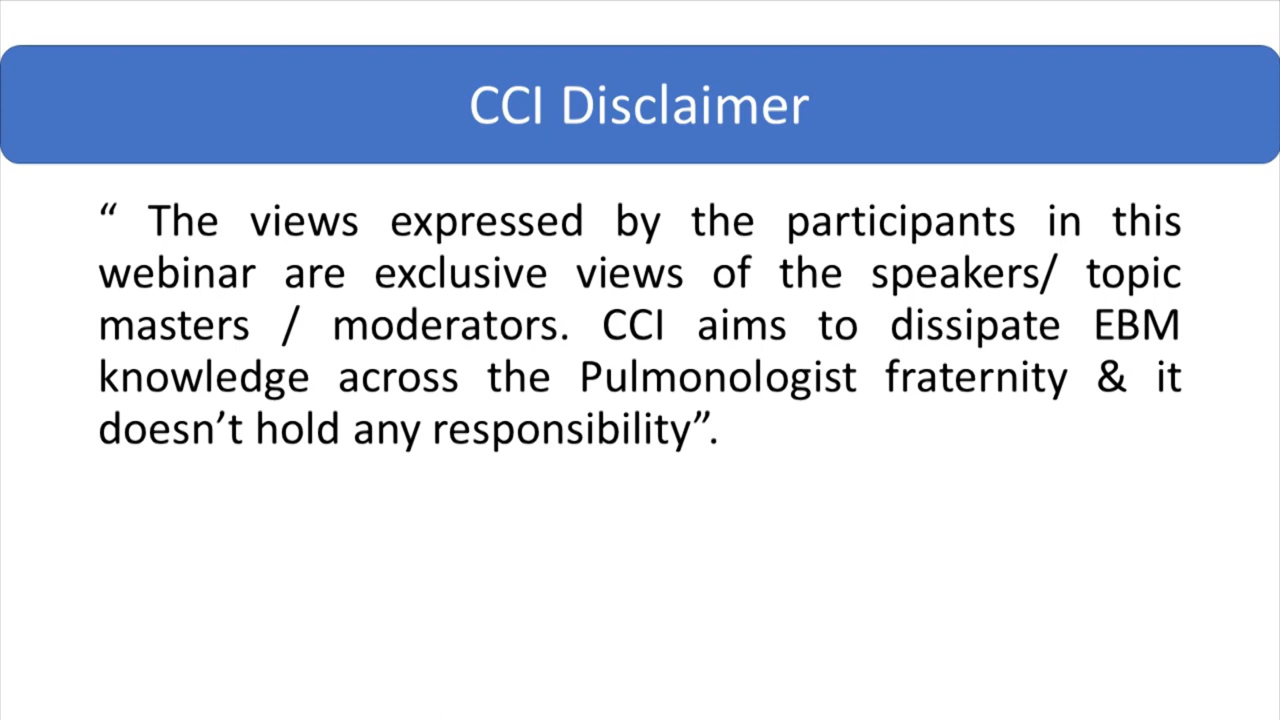 CCI Disclaimer
“ The views expressed by the participants in this
webinar are exclusive views of the speakers/ topic
masters / moderators. CCI aims to dissipate EBM
knowledge across the Pulmonologist fraternity & it
doesn’t hold any responsibility”.